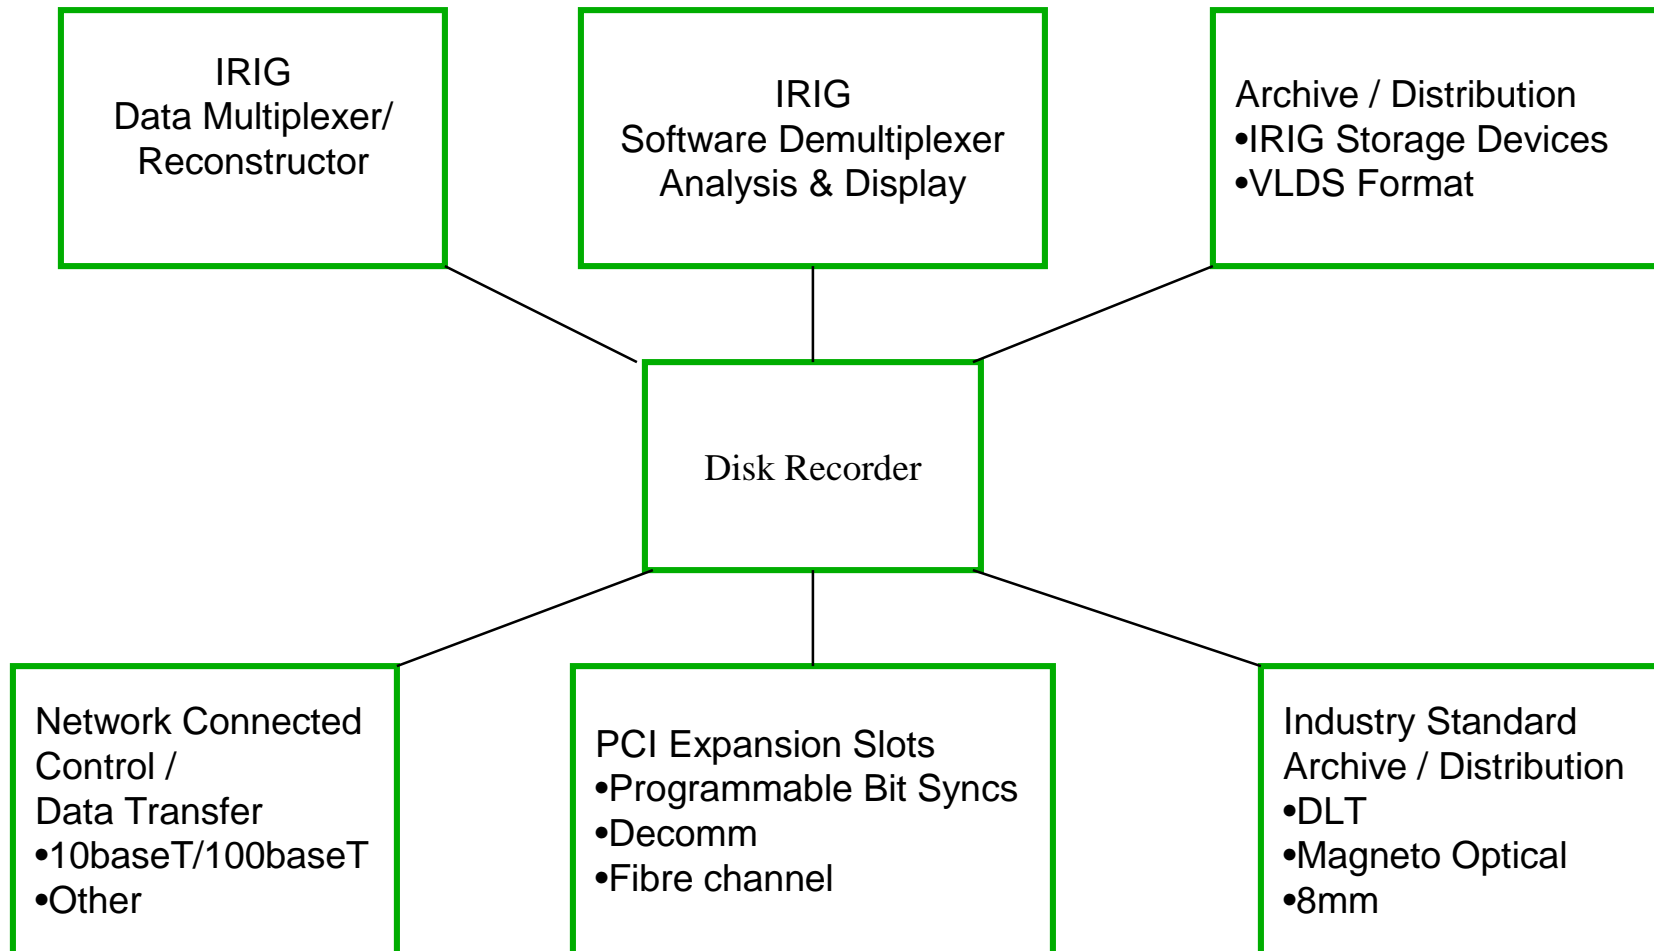 IRIG
Data Multiplexer/
Reconstructor
IRIG
Software Demultiplexer
Analysis & Display
Archive / Distribution
•IRIG Storage Devices
•VLDS Format
Disk Recorder
Network Connected
Control /
Data Transfer
•10baseT/100baseT
•Other
PCI Expansion Slots
•Programmable Bit Syncs
•Decomm
•Fibre channel
Industry Standard
Archive / Distribution
•DLT
•Magneto Optical
•8mm